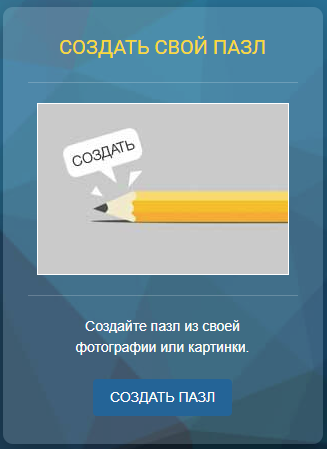 СОЗДАТЬ СВОЙ ПАЗЛ
СОЗДАТЬ
Создайте пазл из своей
фотографии или картинки.
СОЗДАТЬ ПАЗЛ